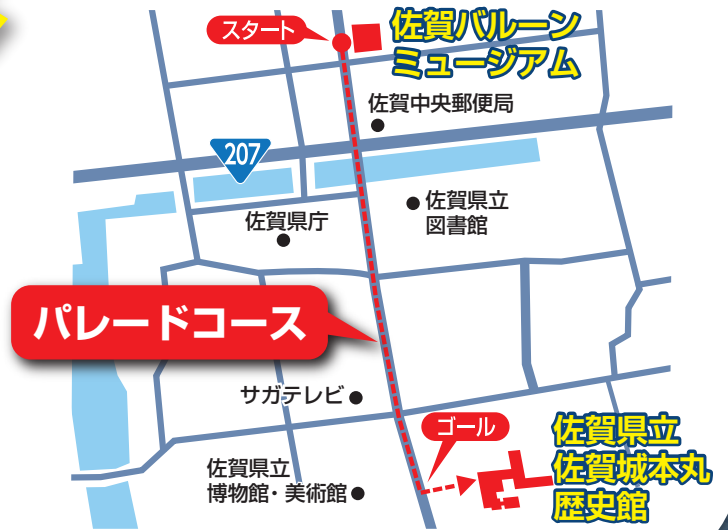 スタート
佐賀バルーン
ミュージアム
佐賀中央郵便局
207
佐賀県立
図書館
佐賀県庁
パレードコース
サガテレビ
ゴール
佐賀県立
佐賀城本丸
歴史館
佐賀県立
博物館・美術館